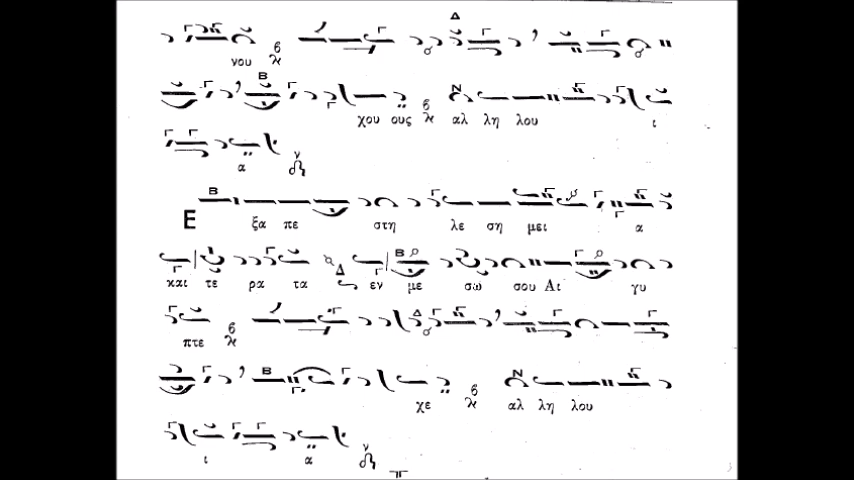 νου
χου ους αλ λη λου ι
α
Ε ξα πε στη λε ση μει α
και τε ρα τα εν με σω σου Αι γυ
πτε
χε αλ λη λου
ι α